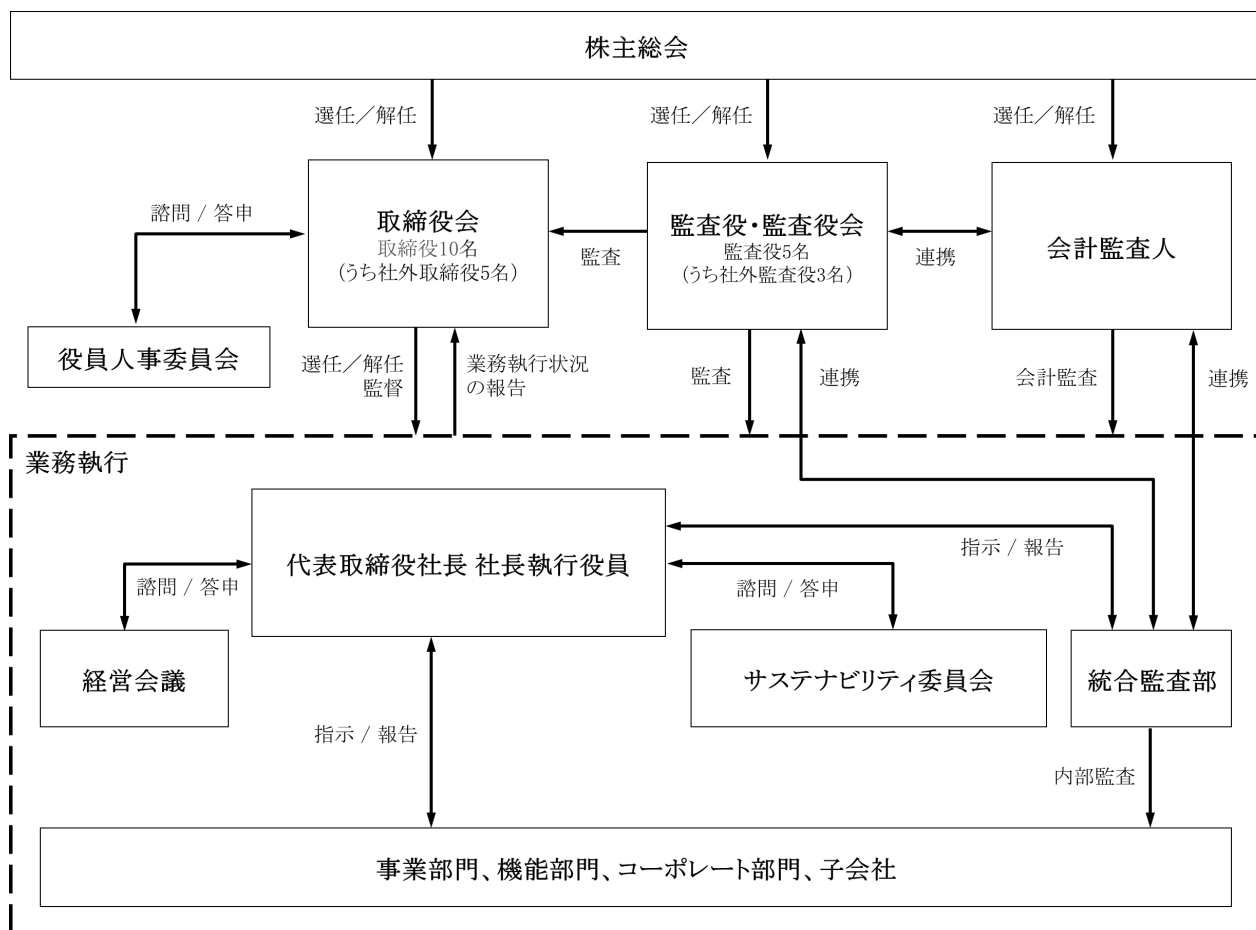 株主総会
選任／解任
選任／解任
選任／解任
諮問 / 答申
取締役会
取締役10名
(うち社外取締役5名)
監査
監査役・監査役会
監査役5名
(うち社外監査役3名)
連携
会計監査人
役員人事委員会
選任／解任
監督
業務執行状況
の報告
監査
連携
会計監査
連携
業務執行
代表取締役社長 社長執行役員
指示 / 報告
諮問 / 答申
諮問 / 答申
経営会議
サステナビリティ委員会
統合監査部
指示 / 報告
内部監査
事業部門、機能部門、コーポレート部門、子会社